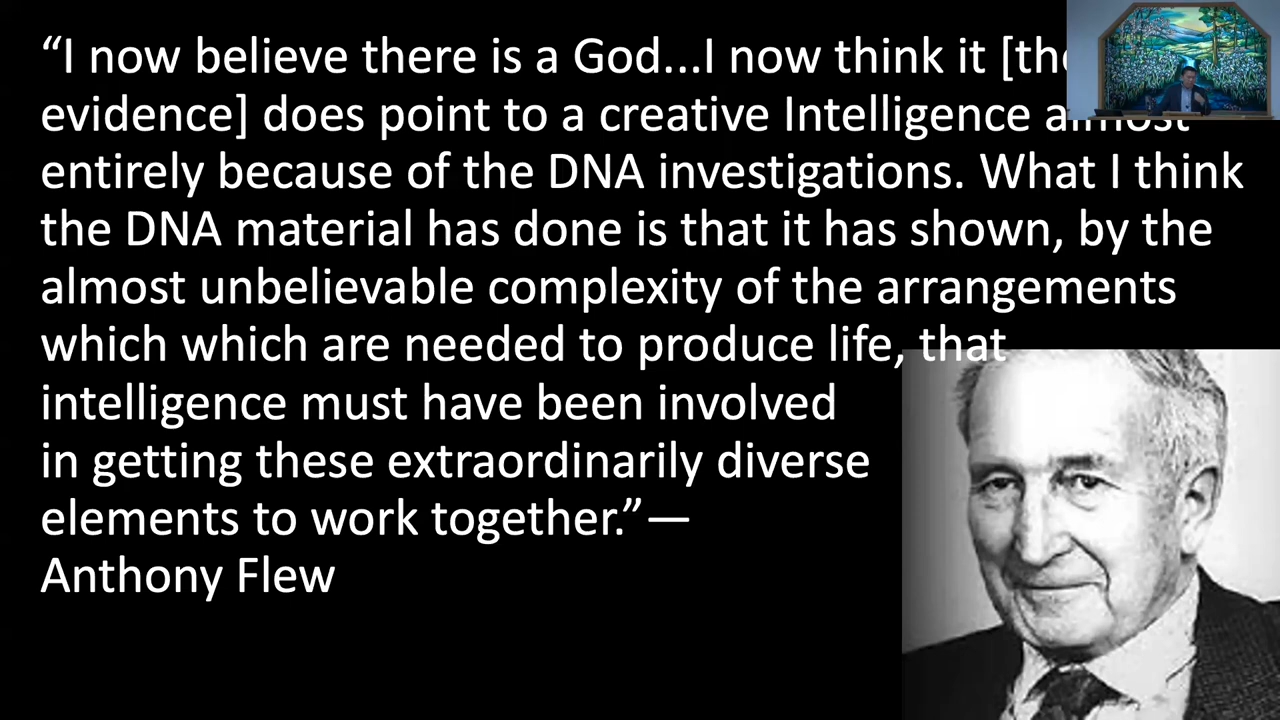 “I now believe there is a God...I now think it [the
evidence] does point to a creative Intelligence almost
entirely because of the DNA investigations. What I think
the DNA material has done is that it has shown, by the
almost unbelievable complexity of the arrangements
which which are needed to produce life, that
intelligence must have been involved
in getting these extraordinarily diverse
elements to work together.”—
Anthony Flew